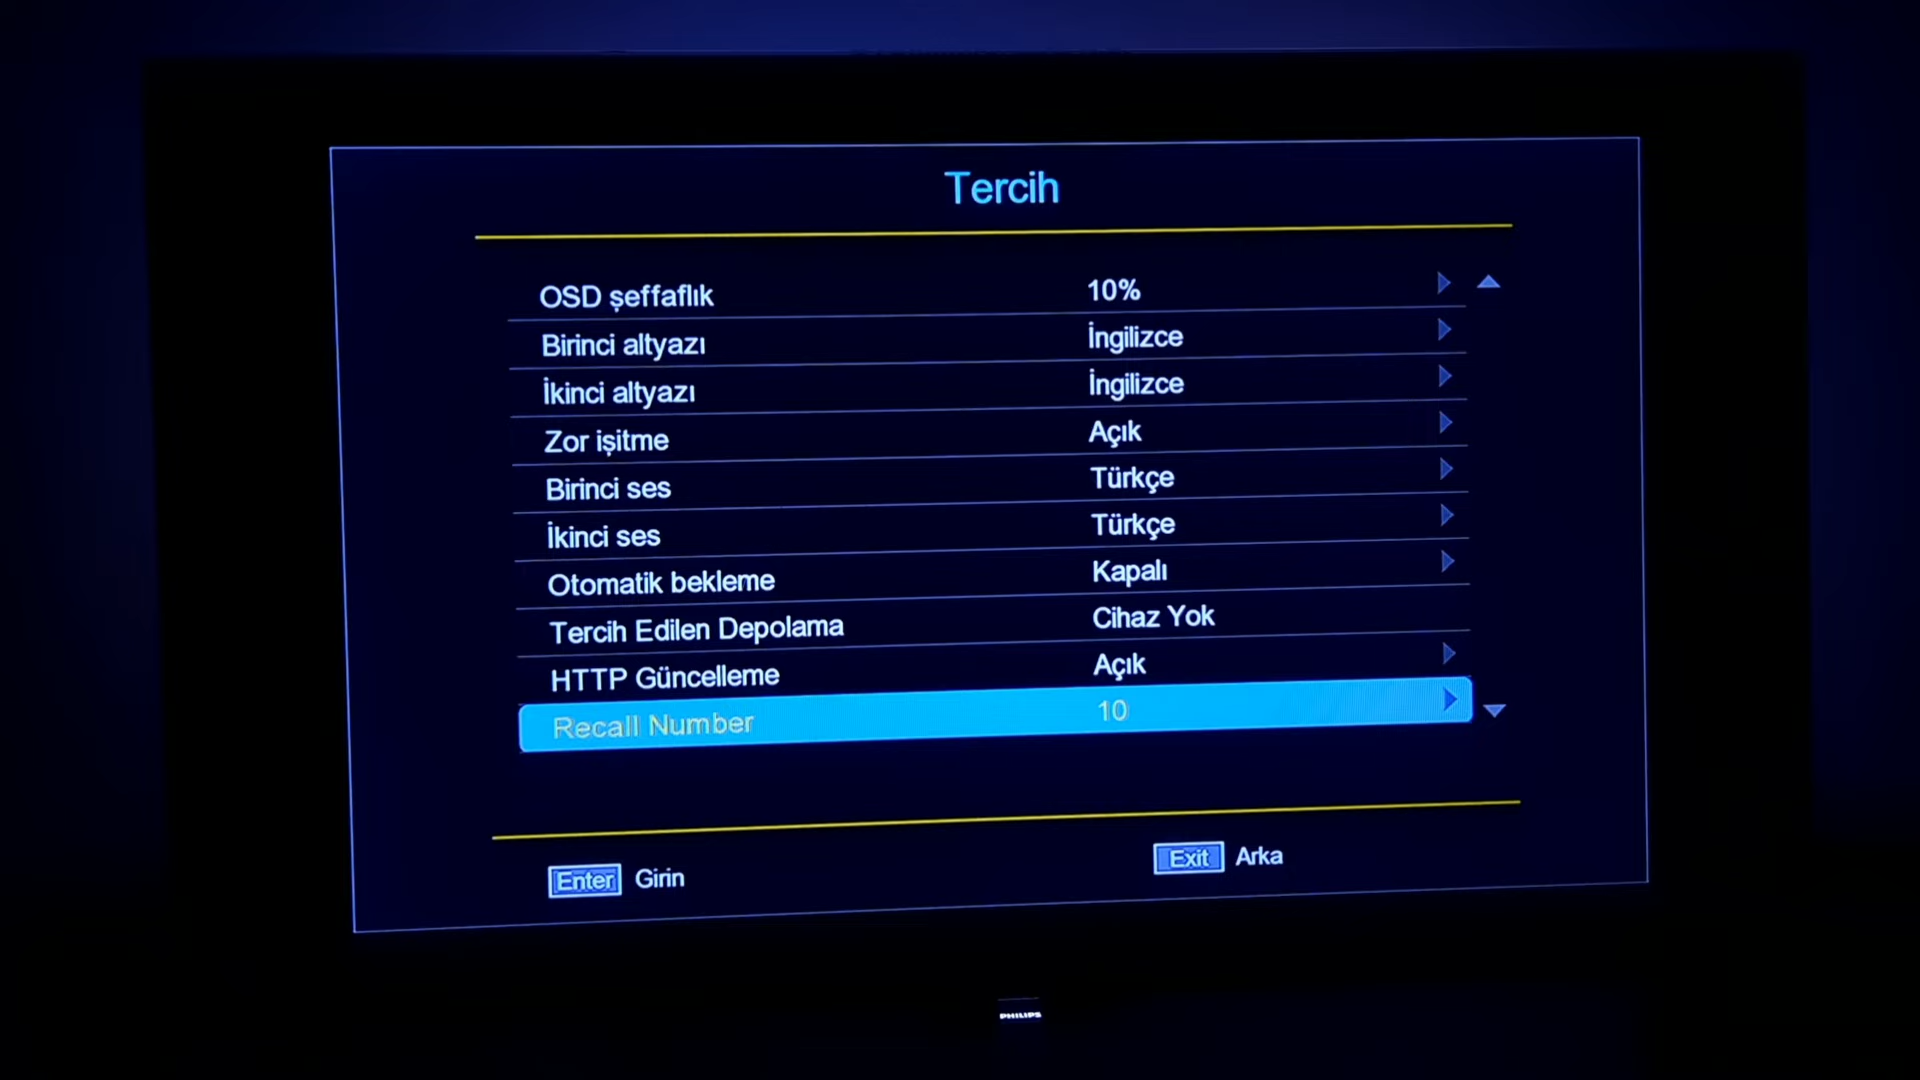 Tercih
OSD şeffaflık 10%
Birinci altyazı İngilizce
İkinci altyazı İngilizce
Zor işitme Açık
Birinci ses Türkçe
İkinci ses Türkçe
Otomatik bekleme Kapalı
Tercih Edilen Depolama Cihaz Yok
HTTP Güncelleme Açık
Recall Number 10
Enter Girin Exit Arka
PHILIPS